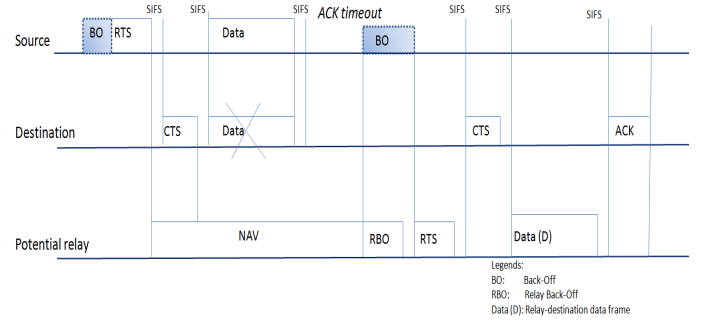 SIFS SIFS SIFS ACK timeout SIFS SIFS SIFS
Source BO RTS Data BO
Destination CTS Data CTS ACK
Potential relay NAV RBO RTS Data (D)
Legends:
BO: Back-Off
RBO: Relay Back-Off
Data (D): Relay-destination data frame